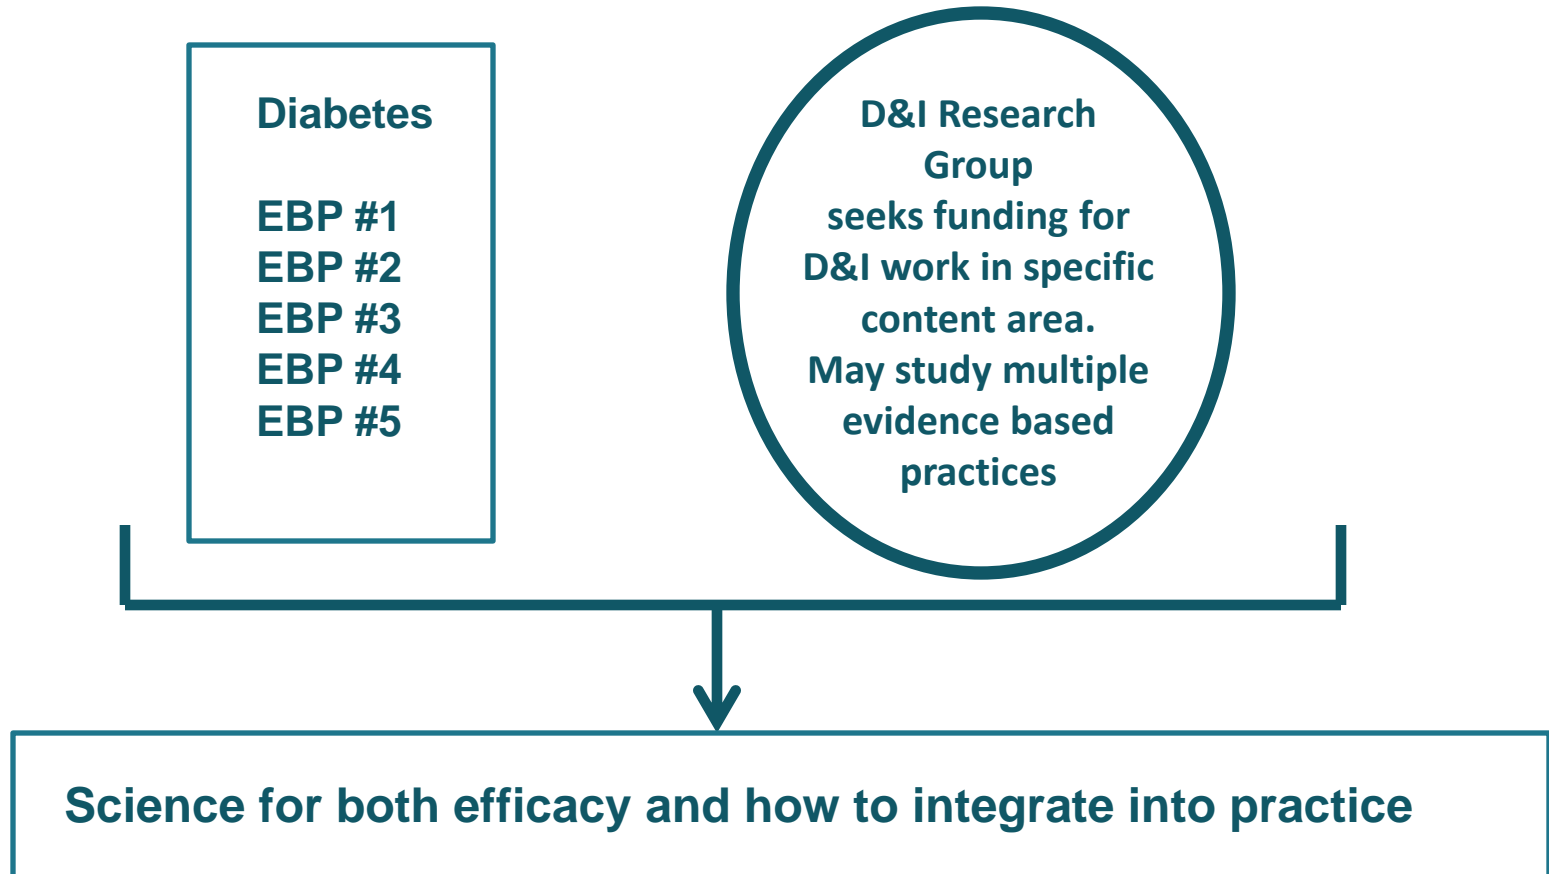 Diabetes
EBP #1
EBP #2
EBP #3
EBP #4
EBP #5
D&I Research
Group
seeks funding for
D&I work in specific
content area.
May study multiple
evidence based
practices
Science for both efficacy and how to integrate into practice